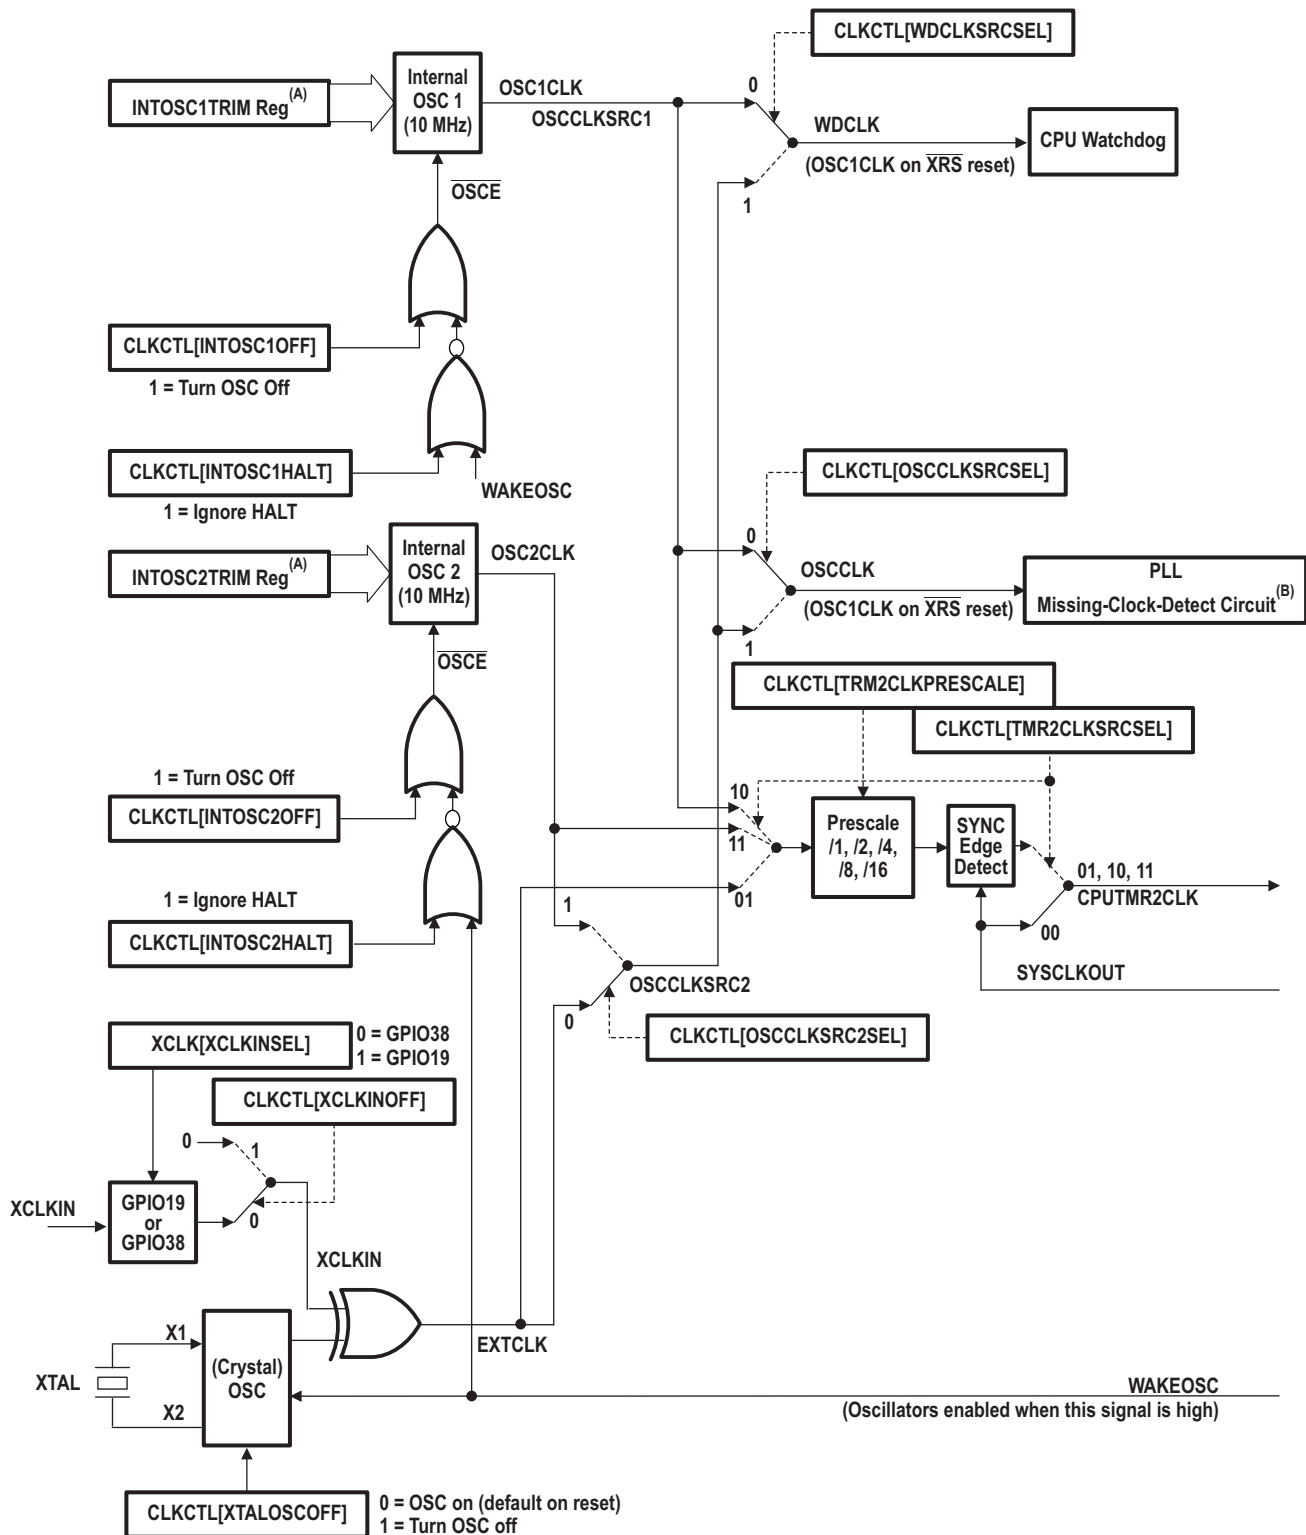 CLKCTL[WDCLKSRCSEL]
Internal
OSC 1
(10 MHz)
INTOSC1TRIM Reg(A)
OSC1CLK
OSCCLKSRC1
0
WDCLK
(OSC1CLK on XRS reset)
CPU Watchdog
1
OSCE
CLKCTL[INTOSC1OFF]
1 = Turn OSC Off
CLKCTL[INTOSC1HALT]
1 = Ignore HALT
WAKEOSC
CLKCTL[OSCCLKSRCSEL]
Internal
OSC 2
(10 MHz)
INTOSC2TRIM Reg(A)
OSC2CLK
0
OSCCLK
(OSC1CLK on XRS reset)
PLL
Missing-Clock-Detect Circuit(B)
1
OSCE
CLKCTL[TRM2CLKPRESCALE]
CLKCTL[TMR2CLKSRCSEL]
1 = Turn OSC Off
CLKCTL[INTOSC2OFF]
10
11
01
Prescale
/1, /2, /4,
/8, /16
SYNC
Edge
Detect
01, 10, 11
CPUTMR2CLK
00
SYSCLKOUT
1 = Ignore HALT
CLKCTL[INTOSC2HALT]
1
OSCCLKSRC2
0
CLKCTL[OSCCLKSRC2SEL]
XCLK[XCLKINSEL]
0 = GPIO38
1 = GPIO19
CLKCTL[XCLKINOFF]
0
1
0
XCLKIN
GPIO19
or
GPIO38
XCLKIN
EXTCLK
X1
XTAL
X2
(Crystal)
OSC
WAKEOSC
(Oscillators enabled when this signal is high)
CLKCTL[XTALOSCOFF]
0 = OSC on (default on reset)
1 = Turn OSC off